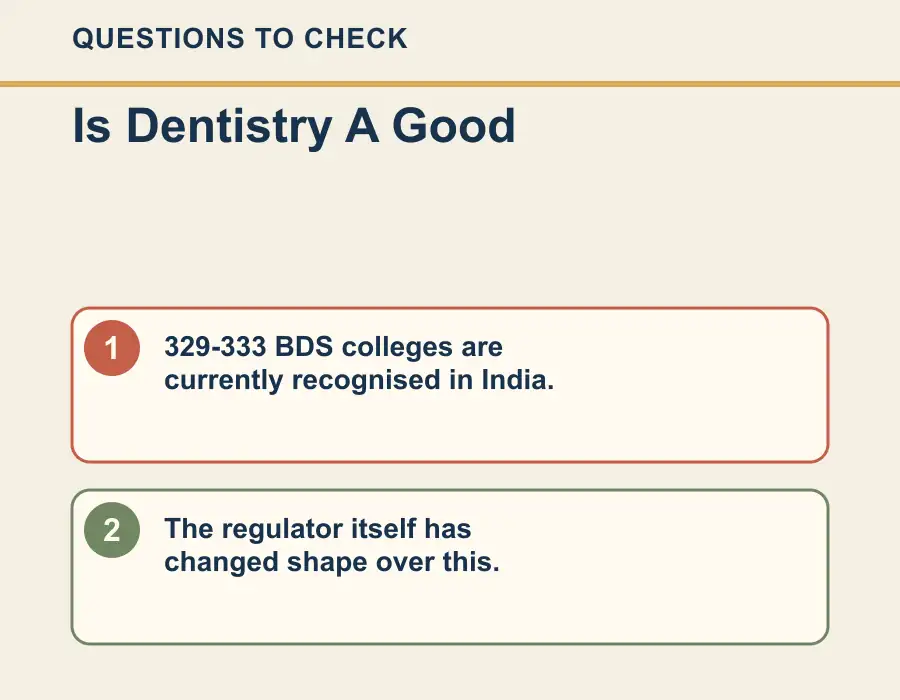 QUESTIONS TO CHECK
Is Dentistry A Good
1
329-333 BDS colleges are
currently recognised in India.
2
The regulator itself has
changed shape over this.